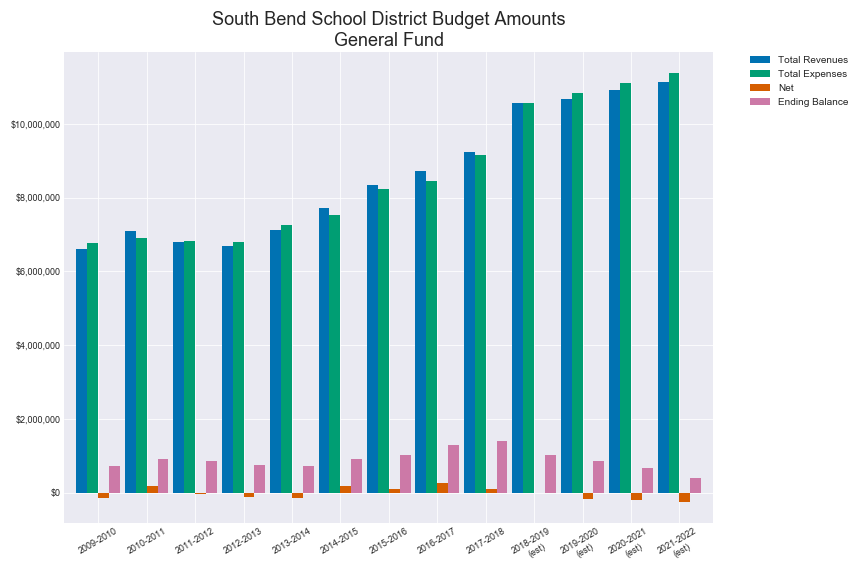 South Bend School District Budget Amounts
General Fund
Total Revenues
Total Expenses
Net
Ending Balance
$10,000,000
$8,000,000
$6,000,000
$4,000,000
$2,000,000
$0
2009-2010
2010-2011
2011-2012
2012-2013
2013-2014
2014-2015
2015-2016
2016-2017
2017-2018
2018-2019
(est)
2019-2020
(est)
2020-2021
(est)
2021-2022
(est)